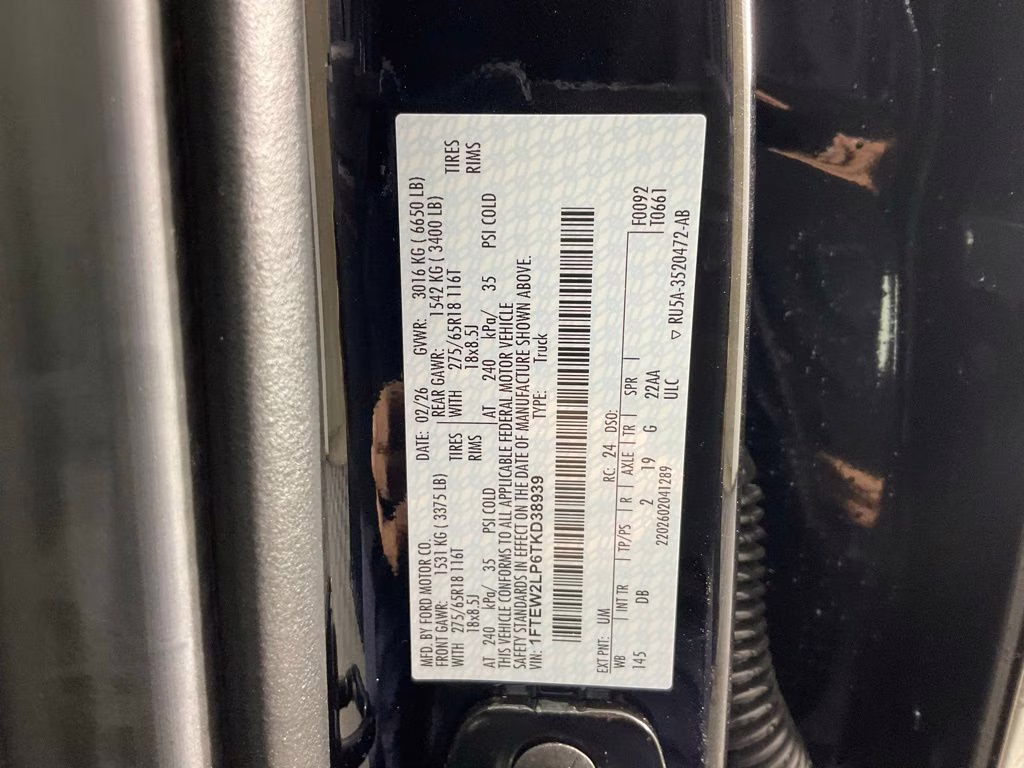 MFD. BY FORD MOTOR CO. DATE: 02/26 GVWR: 3016 KG ( 6650 LB)
FRONT GAWR: 1531 KG ( 3375 LB) REAR GAWR: 1542 KG ( 3400 LB)
WITH 275/65R18 116T TIRES WITH 275/65R18 116T TIRES
18x8.5J RIMS 18x8.5J RIMS
AT 240 kPa/ 35 PSI COLD AT 240 kPa/ 35 PSI COLD
THIS VEHICLE CONFORMS TO ALL APPLICABLE FEDERAL MOTOR VEHICLE
SAFETY STANDARDS IN EFFECT ON THE DATE OF MANUFACTURE SHOWN ABOVE.
VIN: 1FTEW2LP6TKD38939 TYPE: Truck
EXT PNT: UM RC: 24 DSO:
WB INT TR TP/PS R AXLE TR SPR F0092
145 DB 2 19 G 22AA T0661
2202602041289 ULC
▽ RU5A-3520472-AB